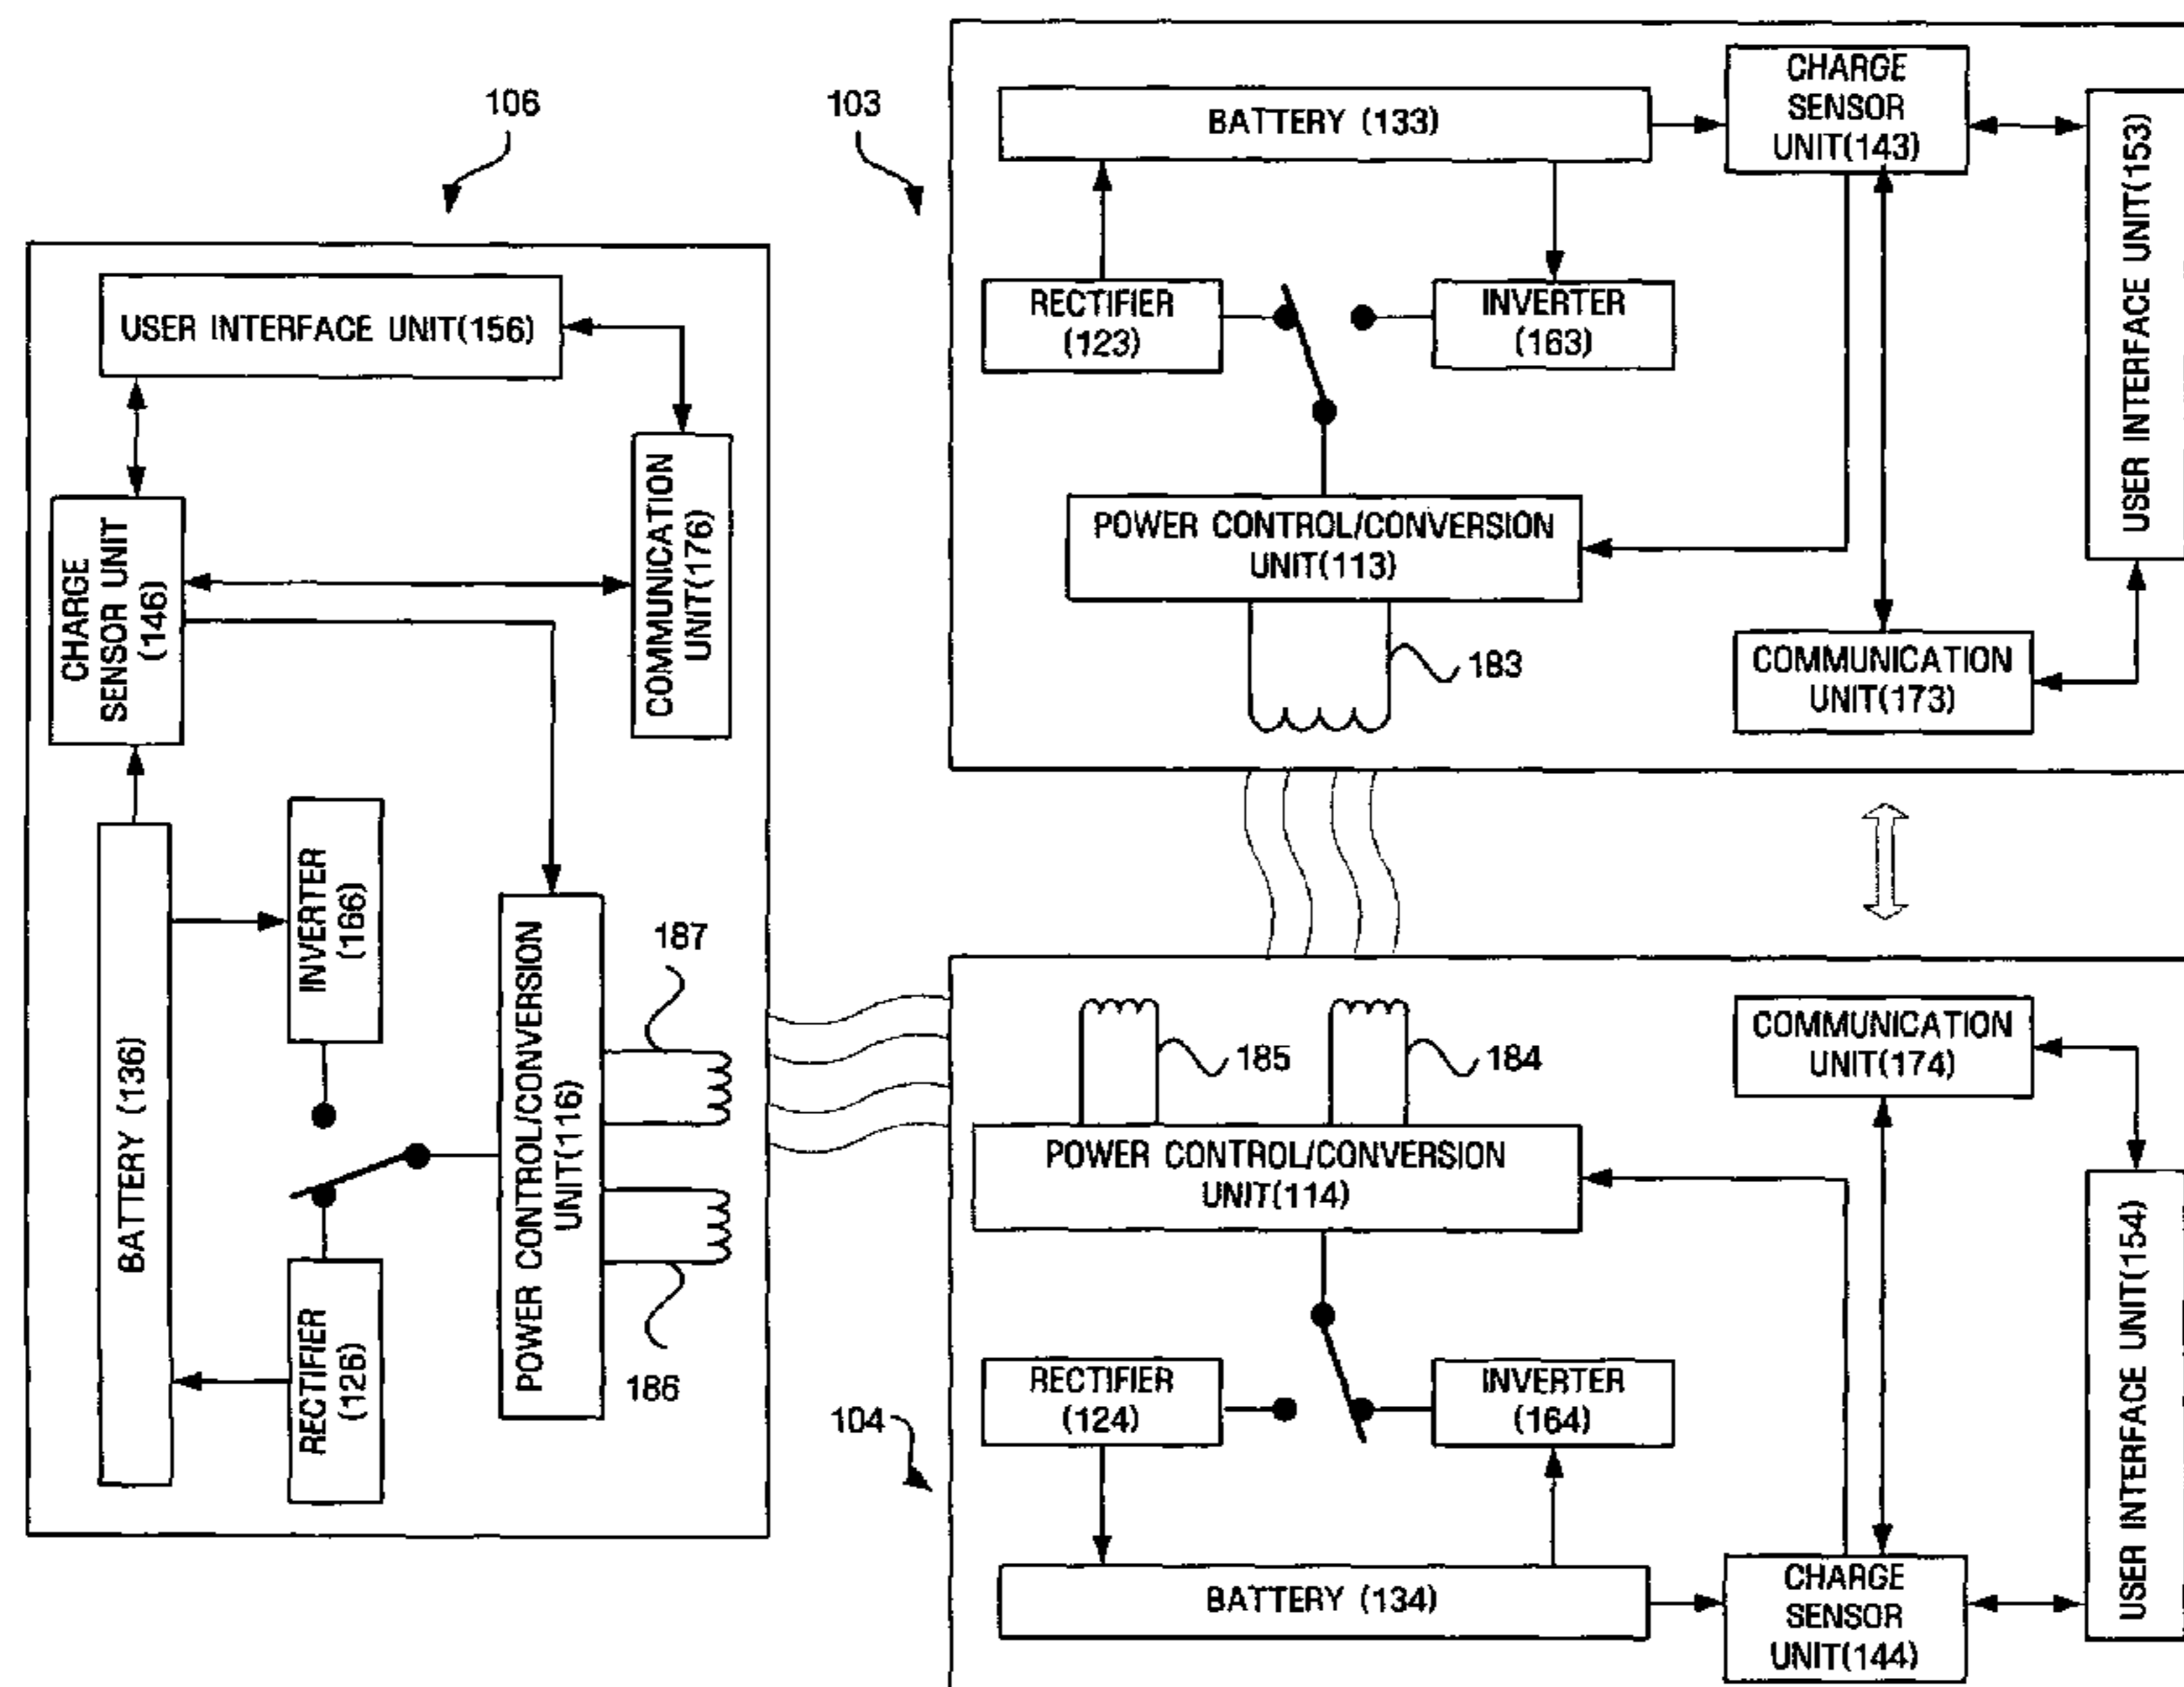 106
103
USER INTERFACE UNIT(156)
CHARGE
SENSOR UNIT
(146)
COMMUNICATION
UNIT(176)
INVERTER
(166)
BATTERY (136)
RECTIFIER
(126)
POWER CONTROL/CONVERSION
UNIT(116)
187
186
BATTERY (133)
CHARGE
SENSOR
UNIT(143)
USER INTERFACE UNIT(153)
RECTIFIER
(123)
INVERTER
(163)
POWER CONTROL/CONVERSION
UNIT(113)
183
COMMUNICATION
UNIT(173)
185
184
COMMUNICATION
UNIT(174)
POWER CONTROL/CONVERSION
UNIT(114)
USER INTERFACE UNIT(154)
RECTIFIER
(124)
INVERTER
(164)
104
BATTERY (134)
CHARGE
SENSOR
UNIT(144)